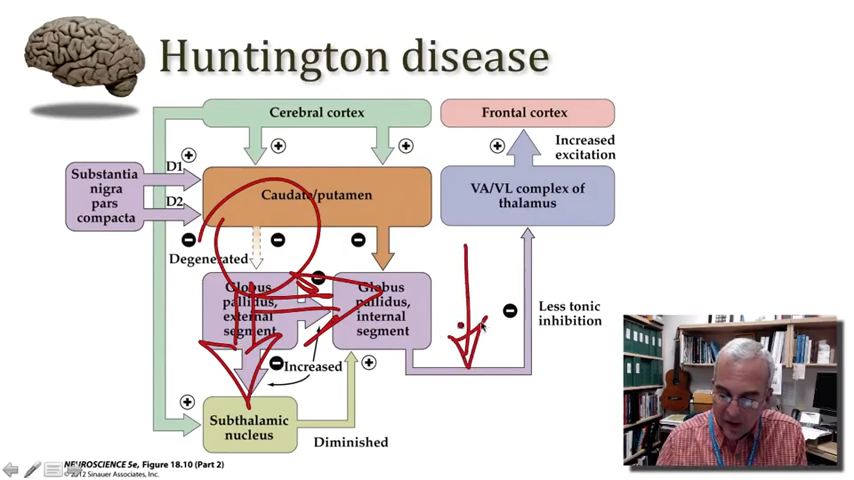 Huntington disease
Cerebral cortex
Frontal cortex
Increased
excitation
Substantia
nigra
pars
compacta
D1
D2
Caudate/putamen
VA/VL complex of
thalamus
Degenerated
Globus
pallidus,
external
segment
Globus
pallidus,
internal
segment
Less tonic
inhibition
Increased
Subthalamic
nucleus
Diminished
NEUROSCIENCE 5e, Figure 18.10 (Part 2)
© 2012 Sinauer Associates, Inc.